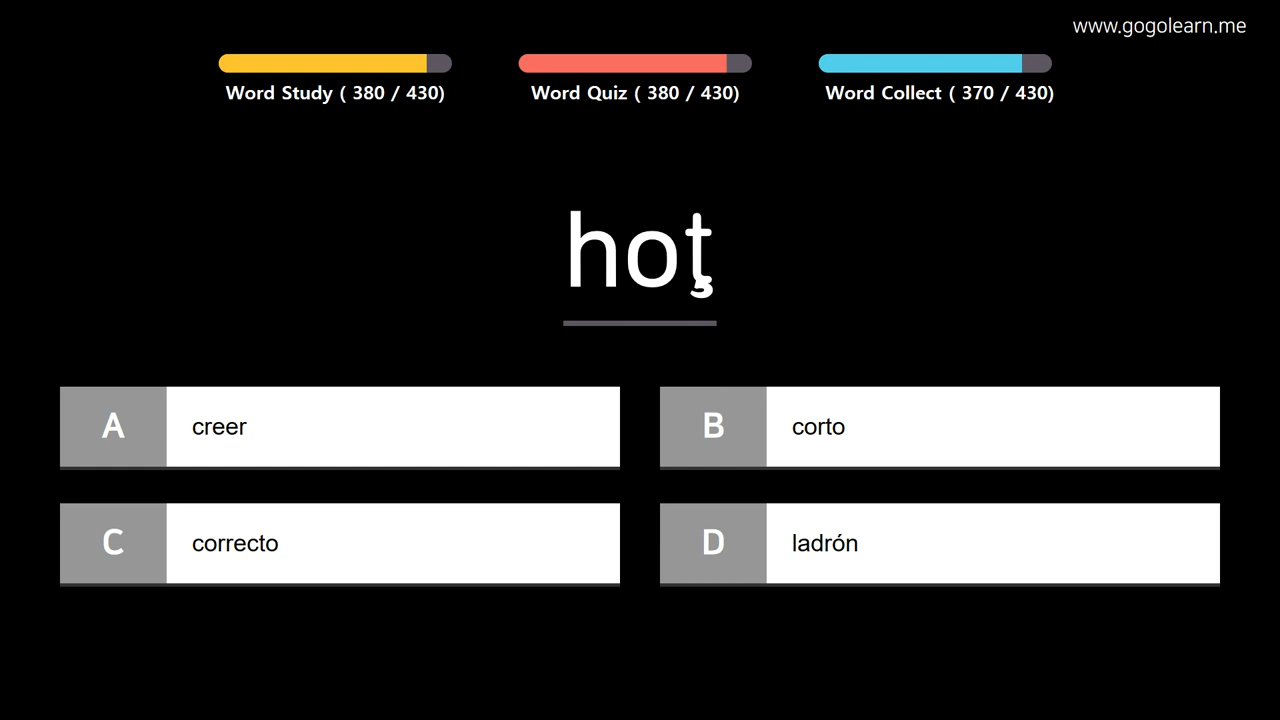 www.gogolearn.me
Word Study ( 380 / 430)
Word Quiz ( 380 / 430)
Word Collect ( 370 / 430)
hoţ
A creer
B corto
C correcto
D ladrón